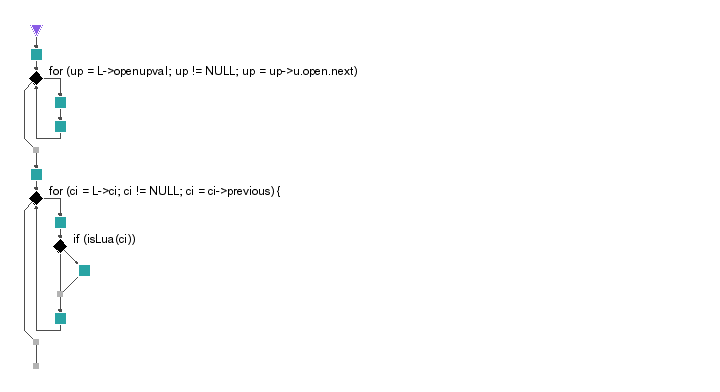 for (up = L->openupval; up != NULL; up = up->u.open.next)
for (ci = L->ci; ci != NULL; ci = ci->previous) {
if (isLua(ci))